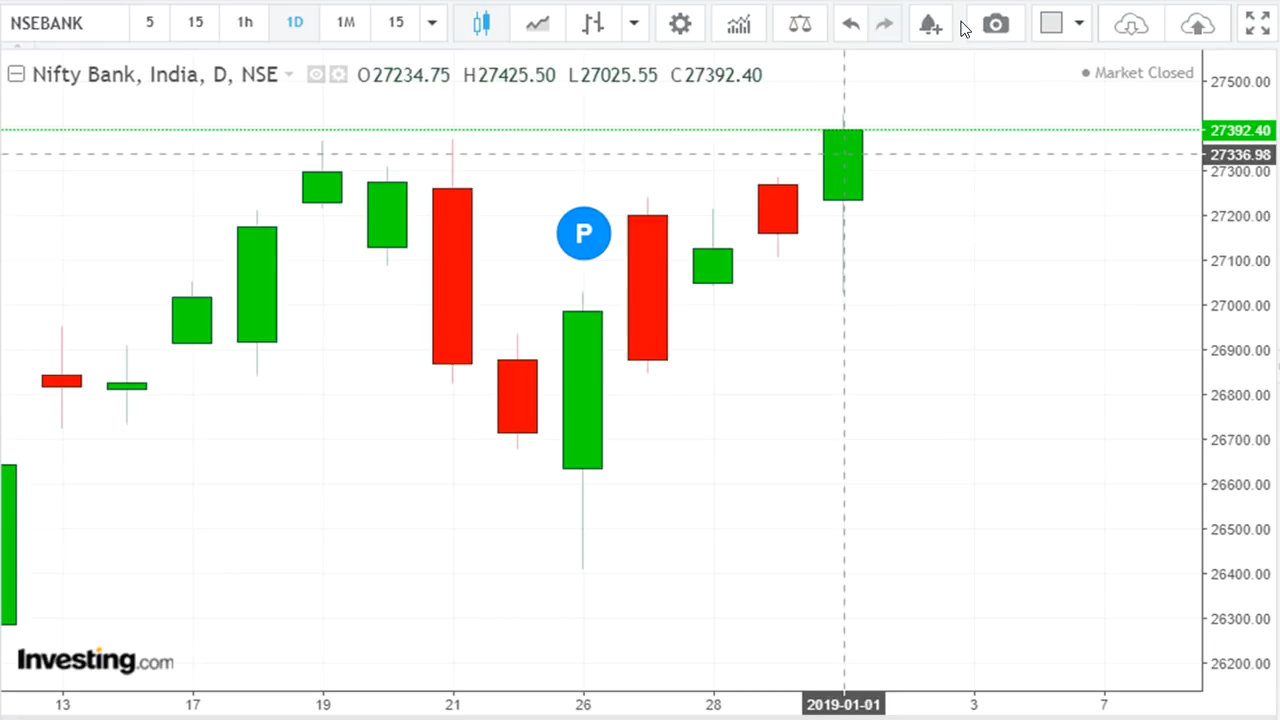 NSEBANK 5 15 1h 1D 1M 15
Nifty Bank, India, D, NSE O27234.75 H27425.50 L27025.55 C27392.40
Market Closed
27500.00
27392.40
27336.98
27300.00
27200.00
27100.00
27000.00
26900.00
26800.00
26700.00
26600.00
26500.00
26400.00
26300.00
26200.00
P
Investing.com
13 17 19 21 26 28 2019-01-01 3 7